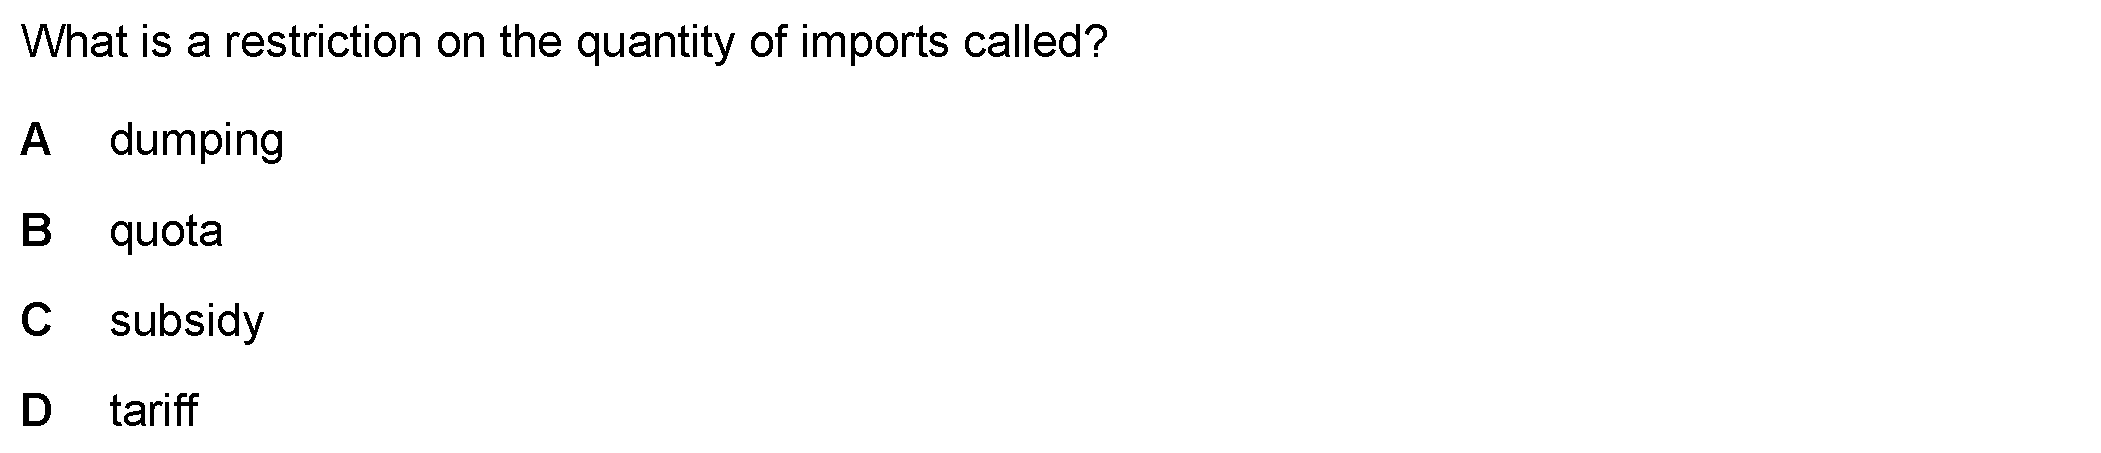 What is a restriction on the quantity of imports called?
A dumping
B quota
C subsidy
D tariff